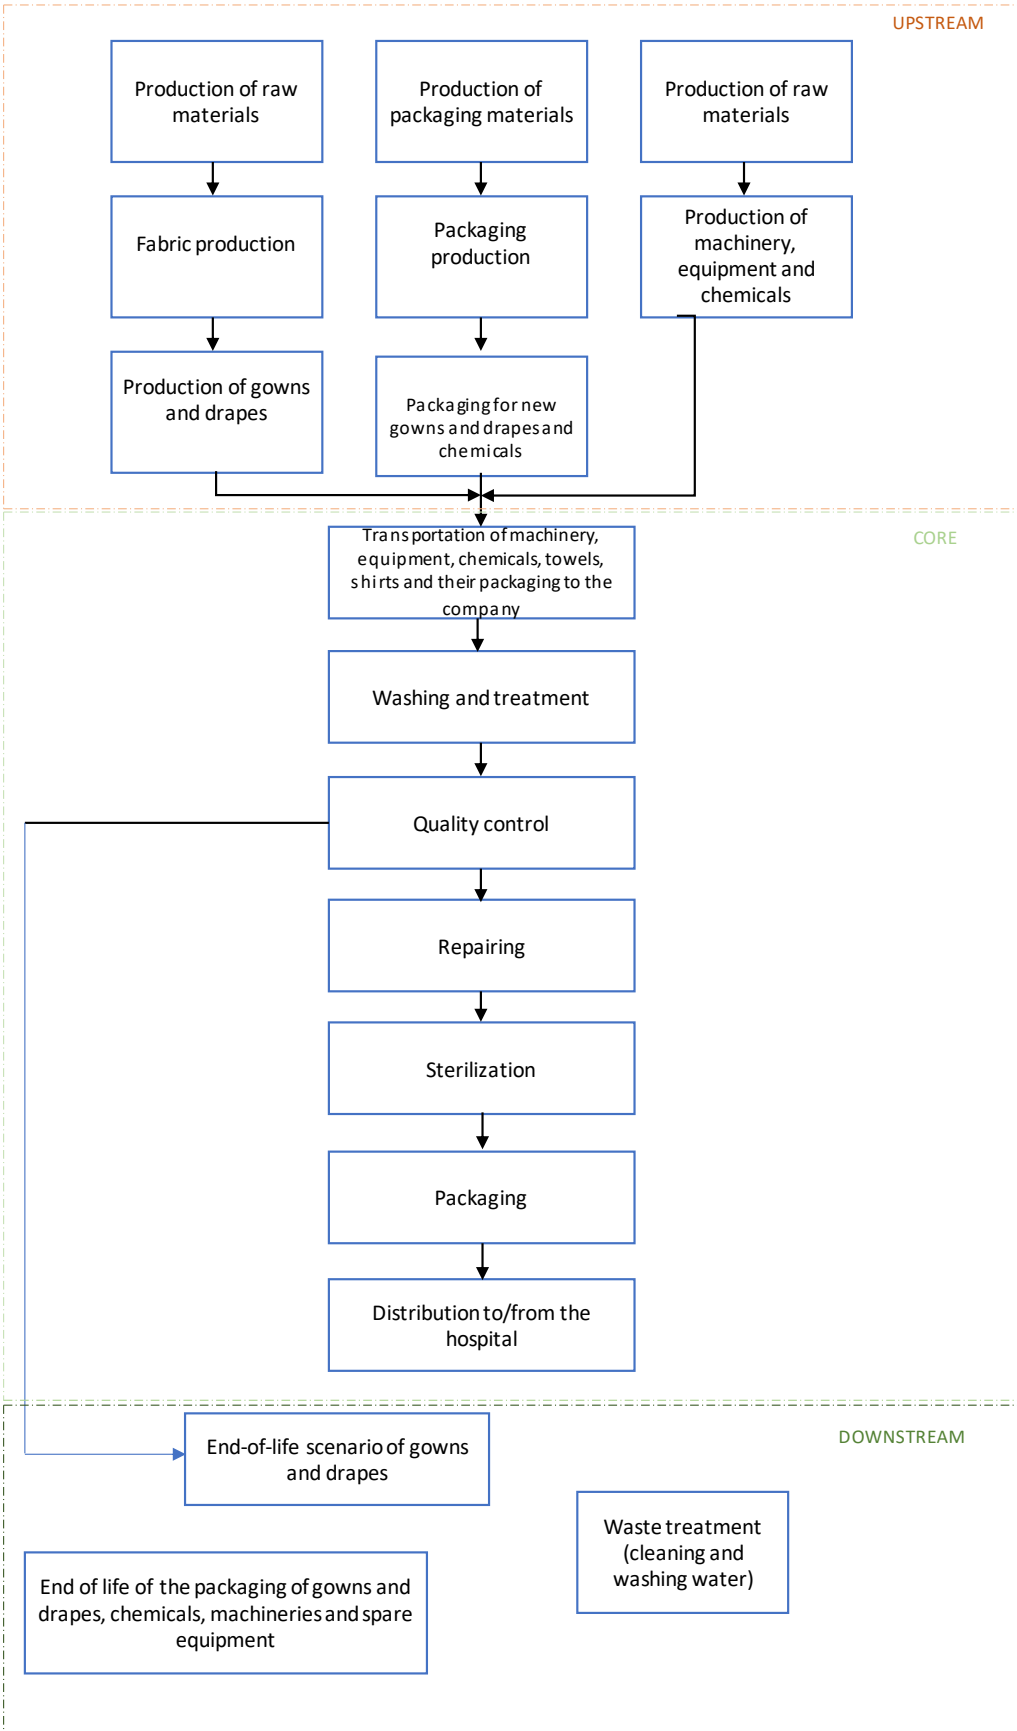 UPSTREAM
Production of raw
materials
Production of
packaging materials
Production of raw
materials
Fabric production
Packaging
production
Production of
machinery,
equipment and
chemicals
Production of gowns
and drapes
Packaging for new
gowns and drapes and
chemicals
CORE
Transportation of machinery,
equipment, chemicals, towels,
shirts and their packaging to the
company
Washing and treatment
Quality control
Repairing
Sterilization
Packaging
Distribution to/from the
hospital
DOWNSTREAM
End-of-life scenario of gowns
and drapes
Waste treatment
(cleaning and
washing water)
End of life of the packaging of gowns and
drapes, chemicals, machineries and spare
equipment